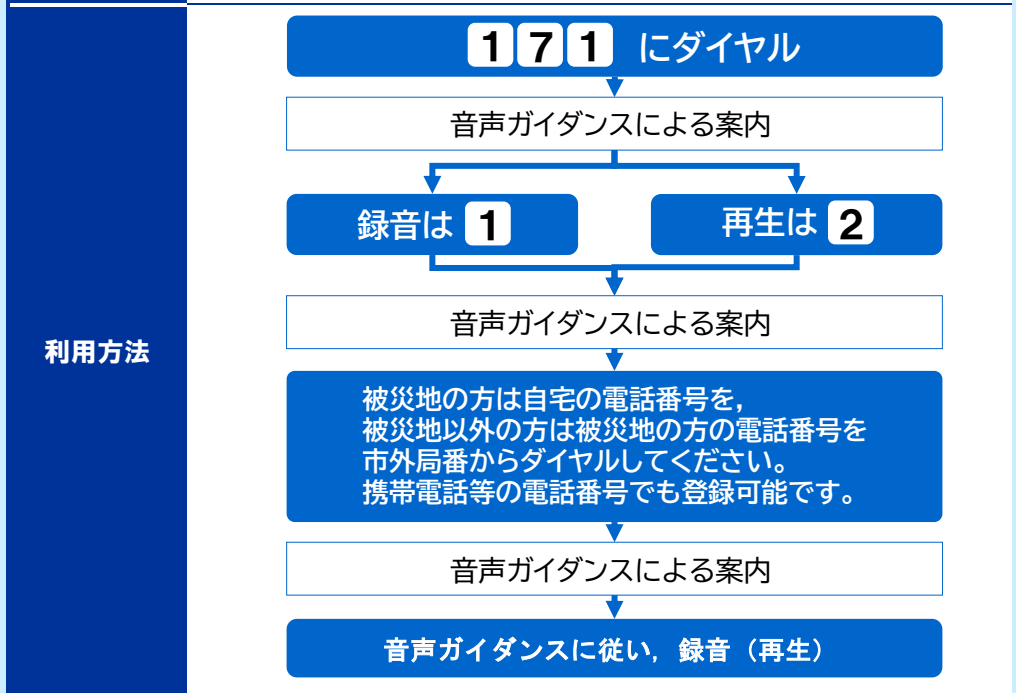 利用方法
171 にダイヤル
音声ガイダンスによる案内
録音は 1
再生は 2
音声ガイダンスによる案内
被災地の方は自宅の電話番号を,
被災地以外の方は被災地の方の電話番号を
市外局番からダイヤルしてください。
携帯電話等の電話番号でも登録可能です。
音声ガイダンスによる案内
音声ガイダンスに従い, 録音（再生）